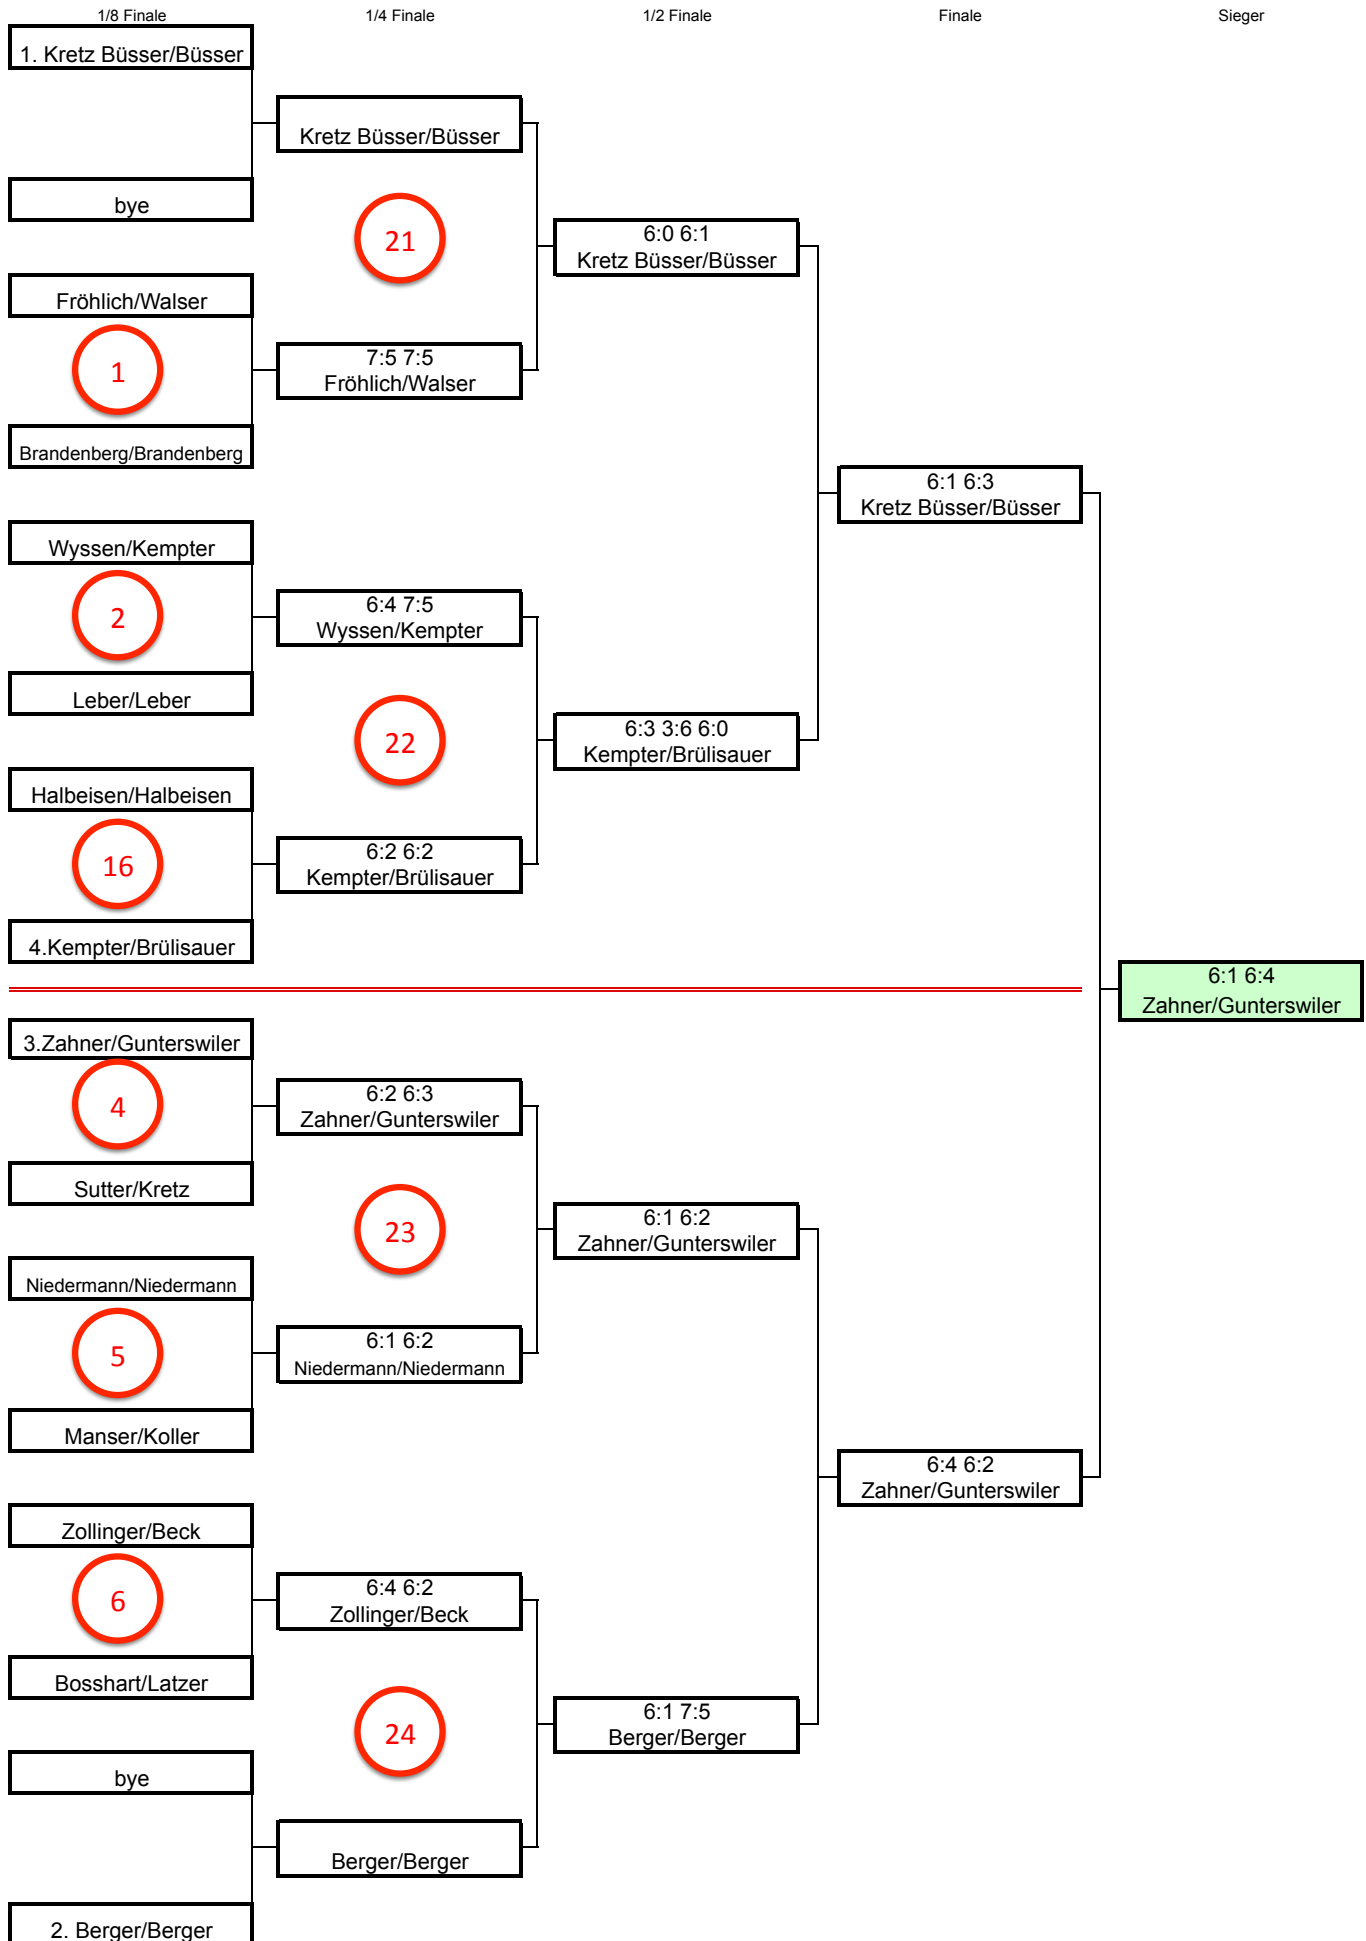 1/8 Finale
1/4 Finale
1/2 Finale
Finale
Sieger
1. Kretz Büsser/Büsser
Kretz Büsser/Büsser
bye
21
6:0 6:1
Kretz Büsser/Büsser
Fröhlich/Walser
1
7:5 7:5
Fröhlich/Walser
Brandenberg/Brandenberg
6:1 6:3
Kretz Büsser/Büsser
Wyssen/Kempter
2
6:4 7:5
Wyssen/Kempter
Leber/Leber
22
6:3 3:6 6:0
Kempter/Brülisauer
Halbeisen/Halbeisen
16
6:2 6:2
Kempter/Brülisauer
4.Kempter/Brülisauer
6:1 6:4
Zahner/Gunterswiler
3.Zahner/Gunterswiler
4
6:2 6:3
Zahner/Gunterswiler
Sutter/Kretz
23
6:1 6:2
Zahner/Gunterswiler
Niedermann/Niedermann
5
6:1 6:2
Niedermann/Niedermann
Manser/Koller
6:4 6:2
Zahner/Gunterswiler
Zollinger/Beck
6
6:4 6:2
Zollinger/Beck
Bosshart/Latzer
24
6:1 7:5
Berger/Berger
bye
Berger/Berger
2. Berger/Berger